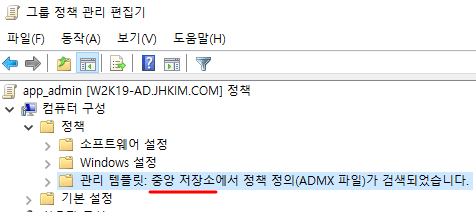 그룹 정책 관리 편집기
파일(F) 동작(A) 보기(V) 도움말(H)
app_admin [W2K19-AD.JHKIM.COM] 정책
컴퓨터 구성
정책
소프트웨어 설정
Windows 설정
관리 템플릿: 중앙 저장소에서 정책 정의(ADMX 파일)가 검색되었습니다.
기본 설정